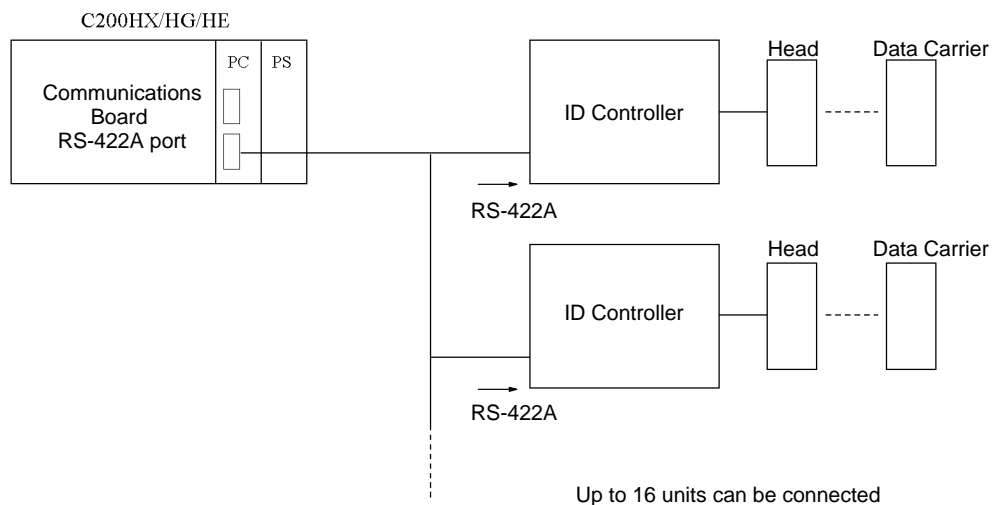 C200HX/HG/HE
Communications
Board
RS-422A port
PC
PS
ID Controller
Head
Data Carrier
RS-422A
ID Controller
Head
Data Carrier
RS-422A
Up to 16 units can be connected